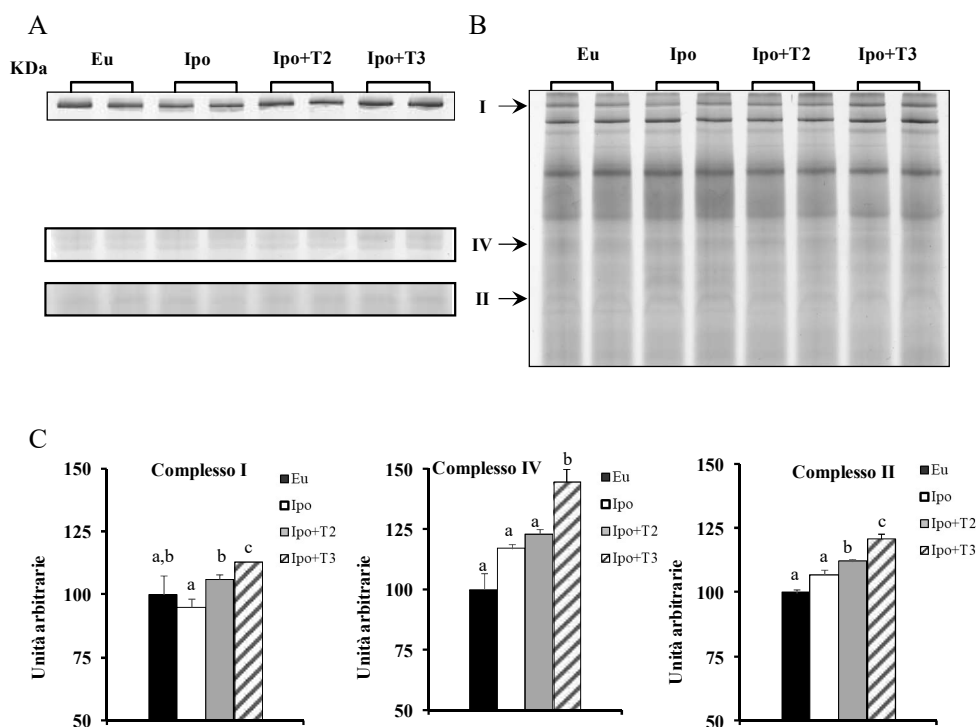 A
B
KDa
Eu Ipo Ipo+T2 Ipo+T3
Eu Ipo Ipo+T2 Ipo+T3
I
IV
II
C
Complesso I
150
125
100
75
50
Unità arbitrarie
a,b a b c
Eu
Ipo
Ipo+T2
Ipo+T3
Complesso IV
150
125
100
75
50
Unità arbitrarie
a a a b
Eu
Ipo
Ipo+T2
Ipo+T3
Complesso II
150
125
100
75
50
Unità arbitrarie
a a b c
Eu
Ipo
Ipo+T2
Ipo+T3